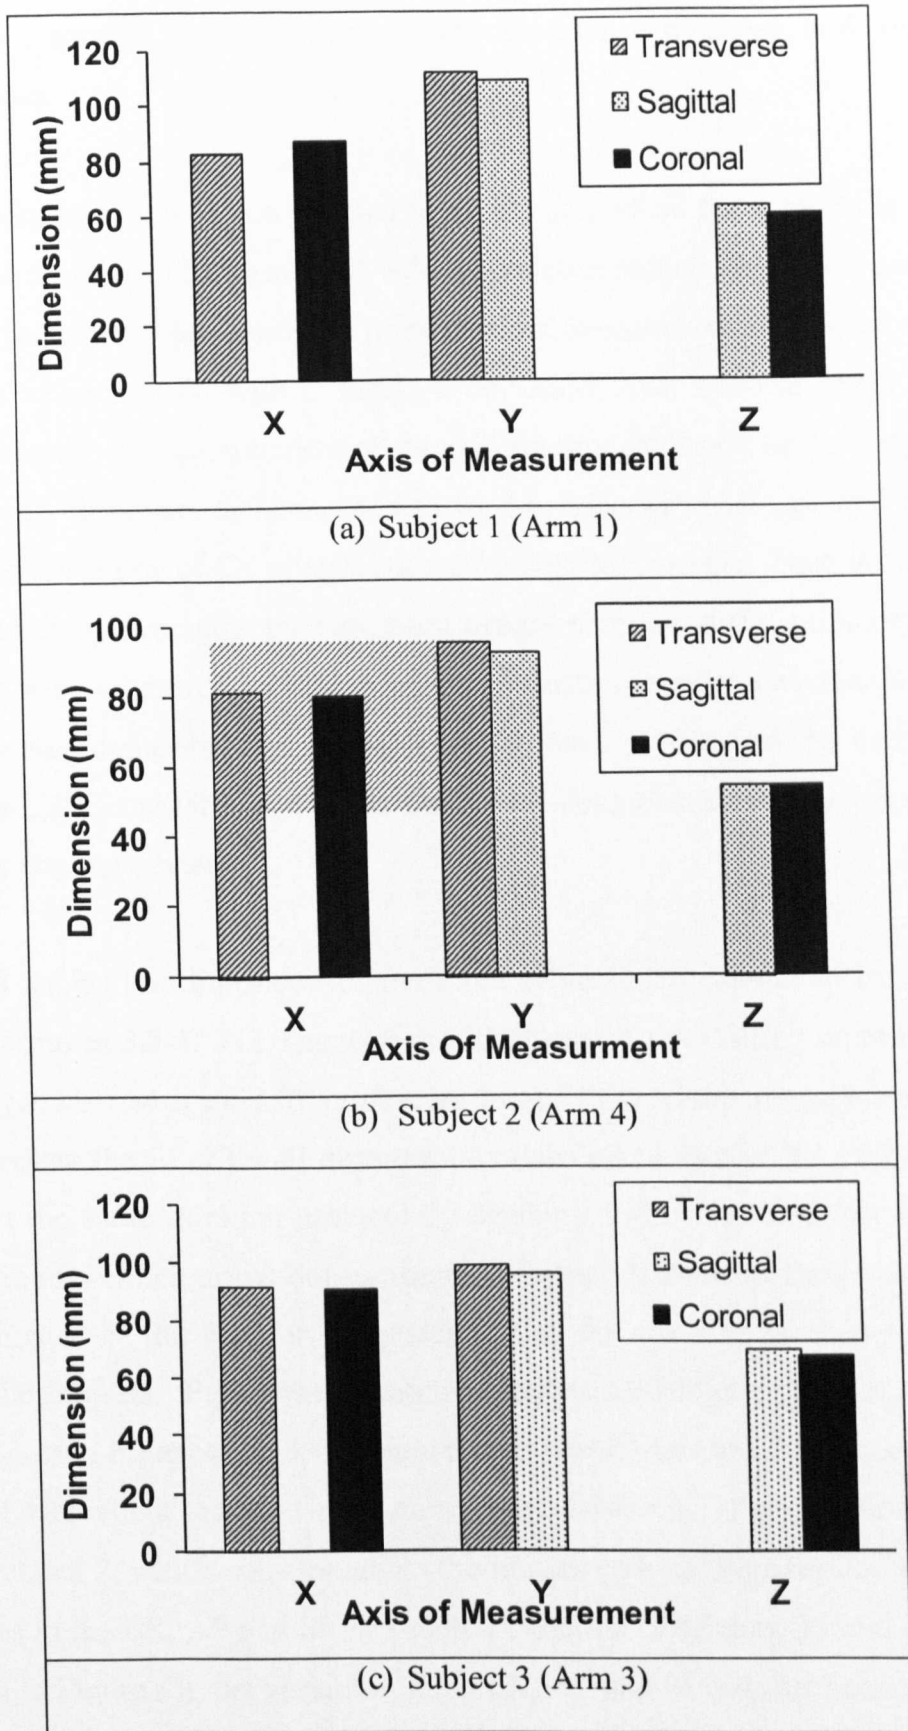 120
100
80
60
40
20
0
Dimension (mm)
Transverse
Sagittal
Coronal
X Y Z
Axis of Measurement
(a) Subject 1 (Arm 1)
100
80
60
40
20
0
Dimension (mm)
Transverse
Sagittal
Coronal
X Y Z
Axis Of Measurment
(b) Subject 2 (Arm 4)
120
100
80
60
40
20
0
Dimension (mm)
Transverse
Sagittal
Coronal
X Y Z
Axis of Measurement
(c) Subject 3 (Arm 3)